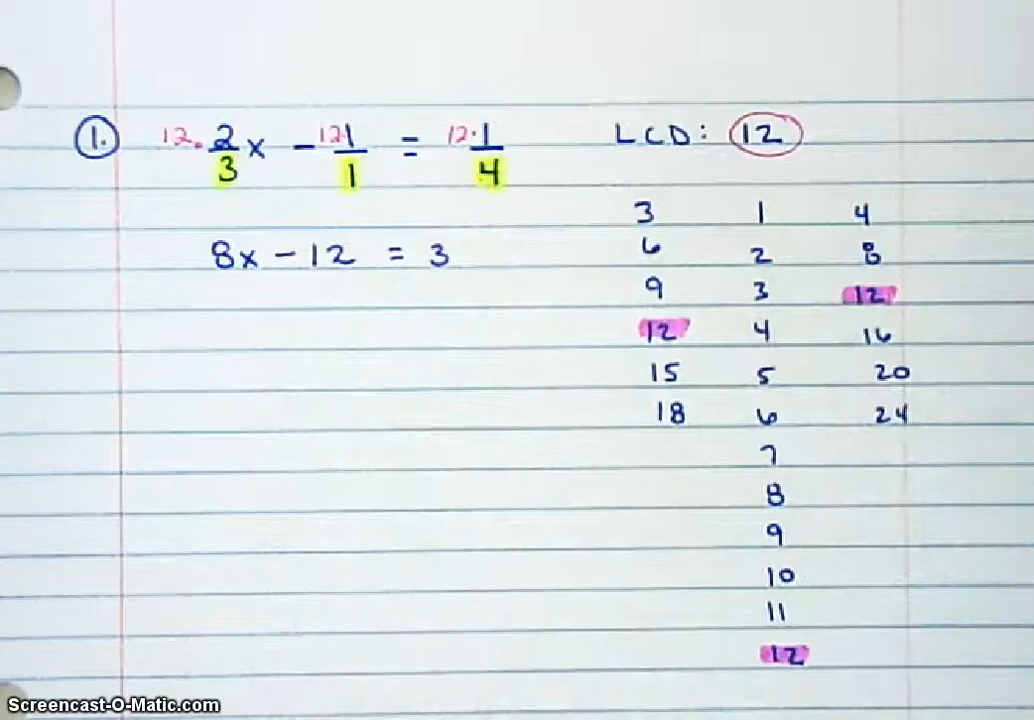 1. 12. 2/3 x - 12·1/1 = 12·1/4 LCD: 12
3 1 4
8x - 12 = 3 6 2 8
9 3 12
12 4 16
15 5 20
18 6 24
7
8
9
10
11
12
Screencast-O-Matic.com